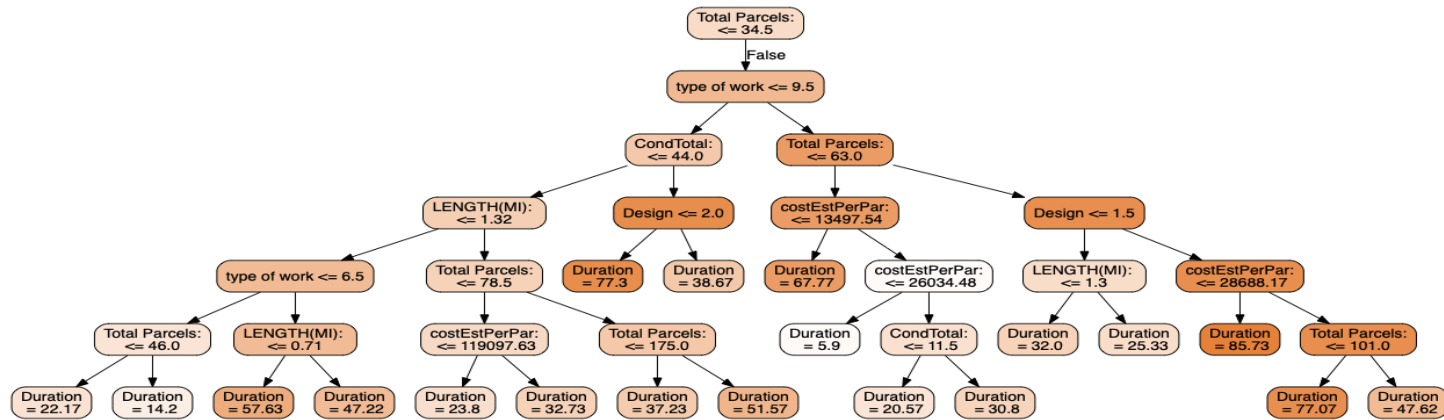 Total Parcels:
<= 34.5
False
type of work <= 9.5
CondTotal:
<= 44.0
Total Parcels:
<= 63.0
LENGTH(MI):
<= 1.32
Design <= 2.0
costEstPerPar:
<= 13497.54
Design <= 1.5
type of work <= 6.5
Total Parcels:
<= 78.5
Duration
= 77.3
Duration
= 38.67
Duration
= 67.77
costEstPerPar:
<= 26034.48
LENGTH(MI):
<= 1.3
costEstPerPar:
<= 28688.17
Total Parcels:
<= 46.0
LENGTH(MI):
<= 0.71
costEstPerPar:
<= 119097.63
Total Parcels:
<= 175.0
Duration
= 5.9
CondTotal:
<= 11.5
Duration
= 32.0
Duration
= 25.33
Duration
= 85.73
Total Parcels:
<= 101.0
Duration
= 22.17
Duration
= 14.2
Duration
= 57.63
Duration
= 47.22
Duration
= 23.8
Duration
= 32.73
Duration
= 37.23
Duration
= 51.57
Duration
= 20.57
Duration
= 30.8
Duration
= 77.07
Duration
= 47.62